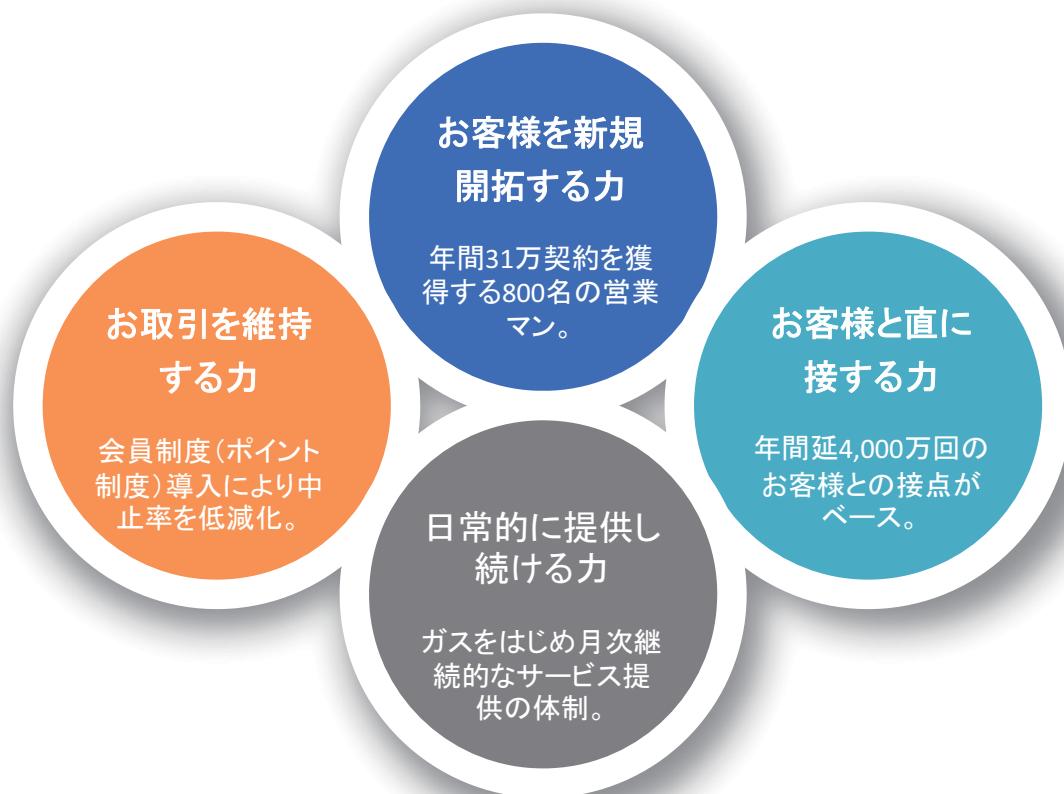 お客様を新規
開拓する力
年間31万契約を獲
得する800名の営業
マン。
お取引を維持
する力
会員制度（ポイント
制度）導入により中
止率を低減化。
お客様と直に
接する力
年間延4,000万回の
お客様との接点が
ベース。
日常的に提供し
続ける力
ガスをはじめ月次継
続的なサービス提
供の体制。